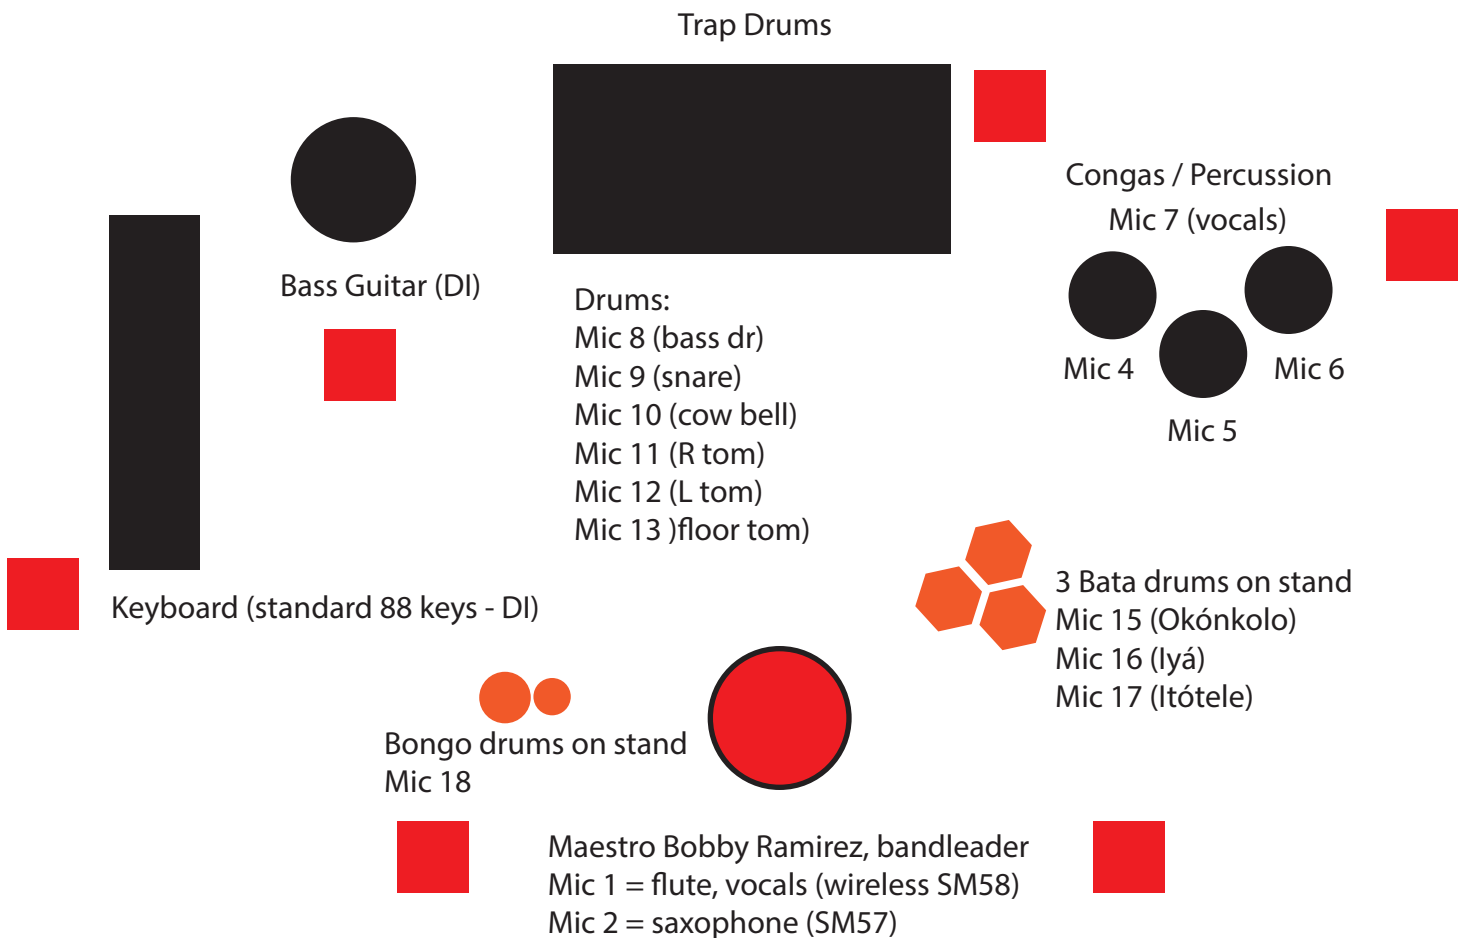 Trap Drums
Congas / Percussion
Mic 7 (vocals)
Bass Guitar (DI)
Drums:
Mic 8 (bass dr)
Mic 9 (snare)
Mic 10 (cow bell)
Mic 11 (R tom)
Mic 12 (L tom)
Mic 13 )floor tom)
Mic 4
Mic 6
Mic 5
Keyboard (standard 88 keys - DI)
3 Bata drums on stand
Mic 15 (Okónkolo)
Mic 16 (Iyá)
Mic 17 (Itótele)
Bongo drums on stand
Mic 18
Maestro Bobby Ramirez, bandleader
Mic 1 = flute, vocals (wireless SM58)
Mic 2 = saxophone (SM57)